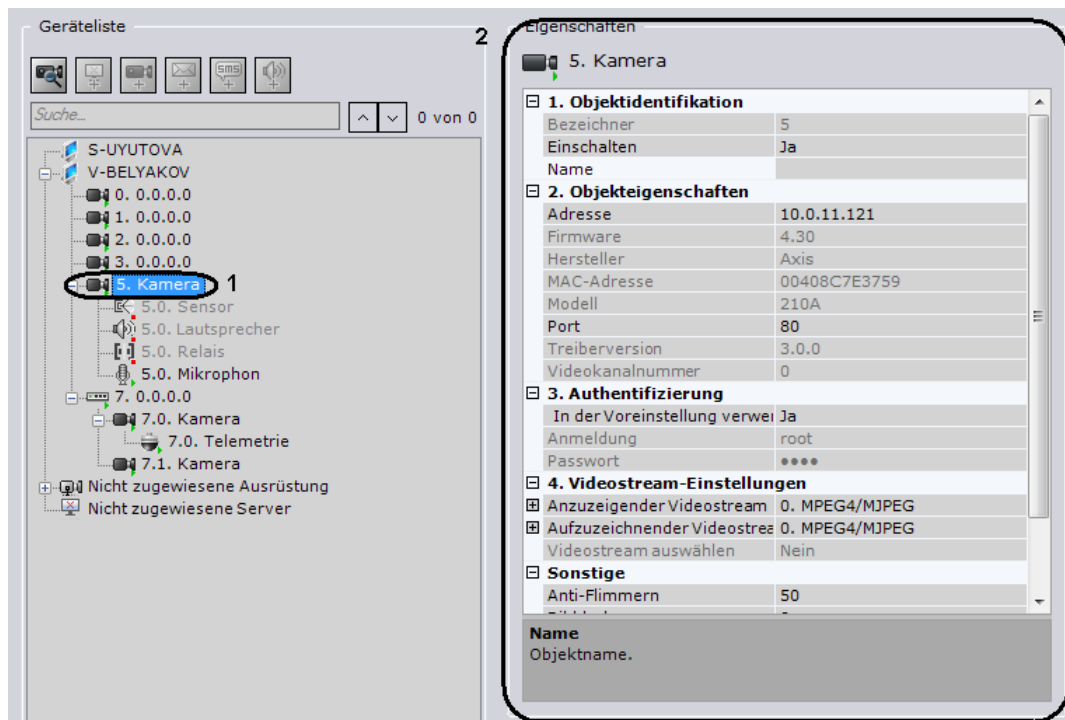 Geräteliste
2
sms
Suche...
0 von 0
S-UYUTOVA
V-BELYAKOV
0. 0.0.0.0
1. 0.0.0.0
2. 0.0.0.0
3. 0.0.0.0
5. Kamera 1
5.0. Sensor
5.0. Lautsprecher
5.0. Relais
5.0. Mikrophon
7. 0.0.0.0
7.0. Kamera
7.0. Telemetrie
7.1. Kamera
Nicht zugewiesene Ausrüstung
Nicht zugewiesene Server
Eigenschaften
5. Kamera
1. Objektidentifikation
Bezeichner 5
Einschalten Ja
Name
2. Objekteigenschaften
Adresse 10.0.11.121
Firmware 4.30
Hersteller Axis
MAC-Adresse 00408C7E3759
Modell 210A
Port 80
Treiberversion 3.0.0
Videokanalnummer 0
3. Authentifizierung
In der Voreinstellung verwei Ja
Anmeldung root
Passwort ••••
4. Videostream-Einstellungen
Anzuzeigender Videostream 0. MPEG4/MJPEG
Aufzuzeichnender Videostrea 0. MPEG4/MJPEG
Videostream auswählen Nein
Sonstige
Anti-Flimmern 50
Name
Objektname.